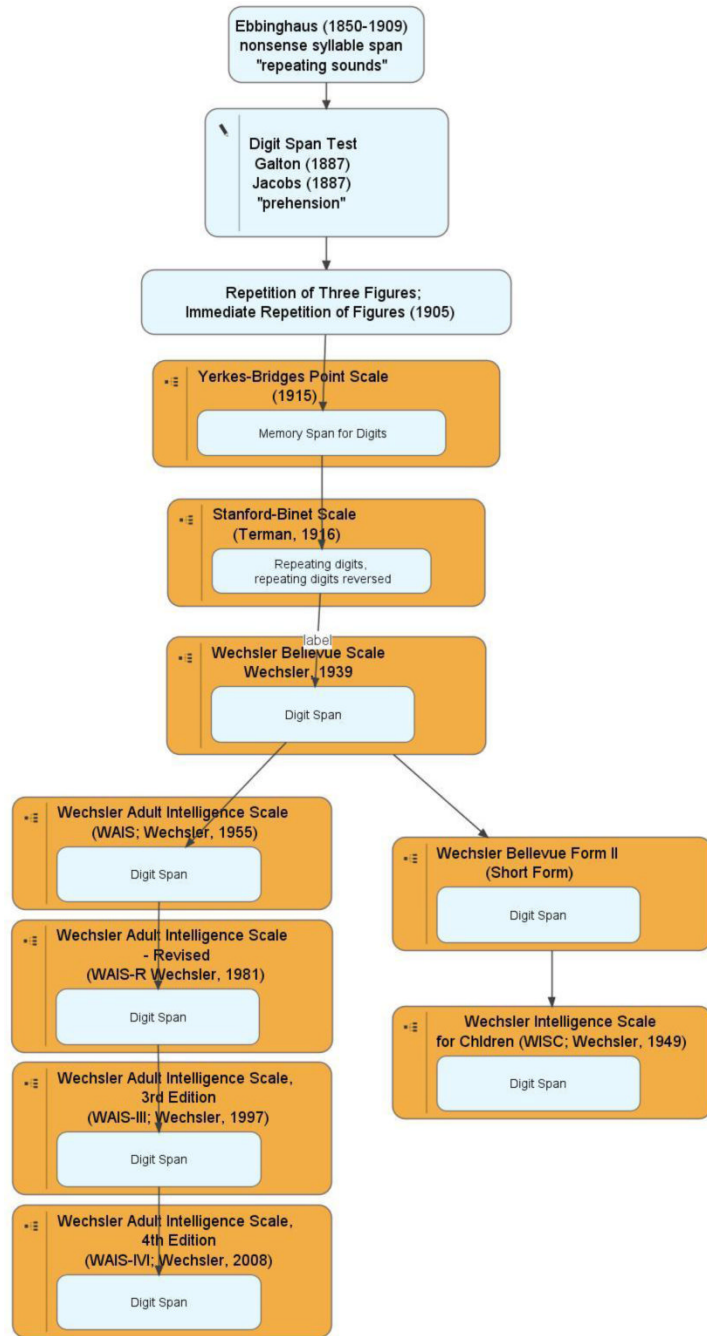 Ebbinghaus (1850-1909)
nonsense syllable span
"repeating sounds"
Digit Span Test
Galton (1887)
Jacobs (1887)
"prehension"
Repetition of Three Figures;
Immediate Repetition of Figures (1905)
Yerkes-Bridges Point Scale
(1915)
Memory Span for Digits
Stanford-Binet Scale
(Terman, 1916)
Repeating digits,
repeating digits reversed
label
Wechsler Bellevue Scale
Wechsler, 1939
Digit Span
Wechsler Adult Intelligence Scale
(WAIS; Wechsler, 1955)
Digit Span
Wechsler Adult Intelligence Scale
- Revised
(WAIS-R Wechsler, 1981)
Digit Span
Wechsler Adult Intelligence Scale,
3rd Edition
(WAIS-III; Wechsler, 1997)
Digit Span
Wechsler Adult Intelligence Scale,
4th Edition
(WAIS-IVI; Wechsler, 2008)
Digit Span
Wechsler Bellevue Form II
(Short Form)
Digit Span
Wechsler Intelligence Scale
for Chldren (WISC; Wechsler, 1949)
Digit Span